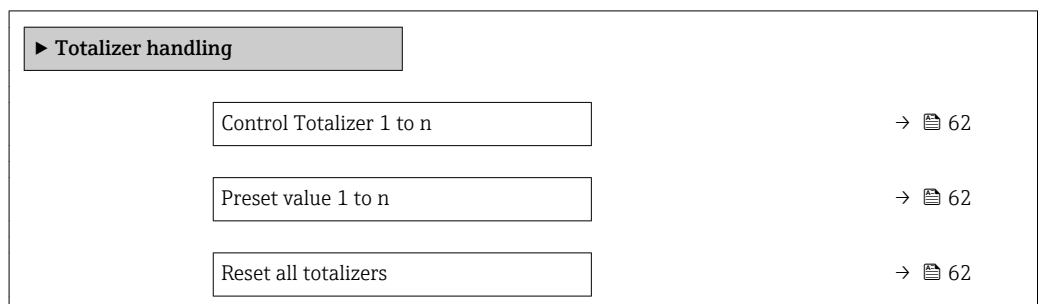 ▶ Totalizer handling
Control Totalizer 1 to n → 62
Preset value 1 to n → 62
Reset all totalizers → 62